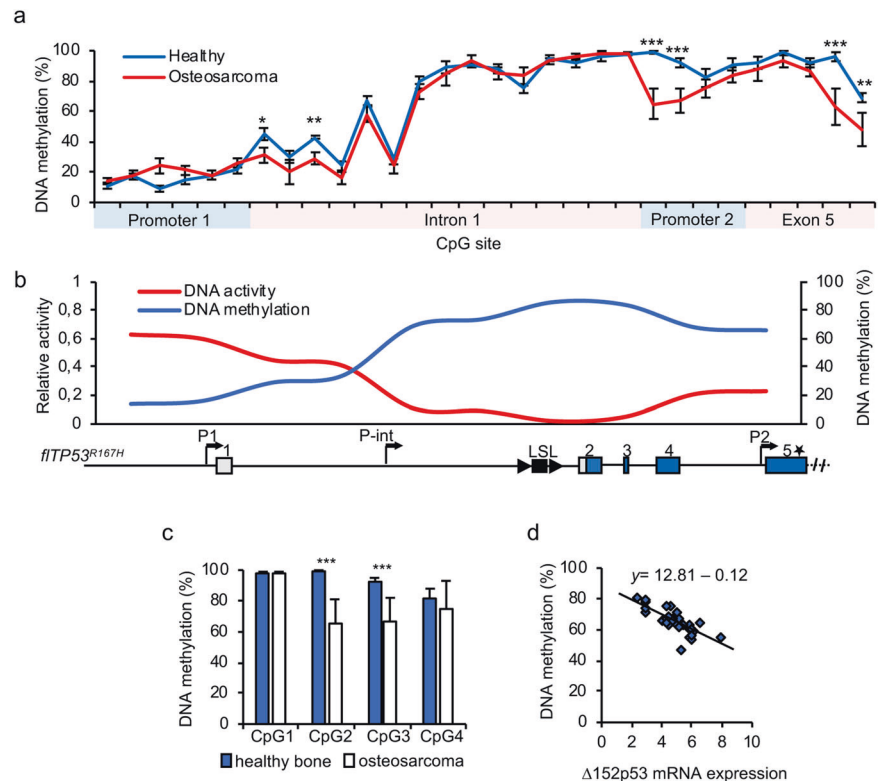 a
DNA methylation (%)
100
80
60
40
20
0
Healthy
Osteosarcoma
*
**
***
***
***
**
Promoter 1
Intron 1
Promoter 2
Exon 5
CpG site
b
Relative activity
1
0,8
0,6
0,4
0,2
0
DNA activity
DNA methylation
100
80
60
40
20
0
DNA methylation (%)
P1
P-int
P2
flTP53R167H
1
LSL
2
3
4
5
c
DNA methylation (%)
100
80
60
40
20
0
***
***
CpG1 CpG2 CpG3 CpG4
healthy bone osteosarcoma
d
DNA methylation (%)
100
80
60
40
20
0
y= 12.81 – 0.12
0 2 4 6 8 10
Δ152p53 mRNA expression